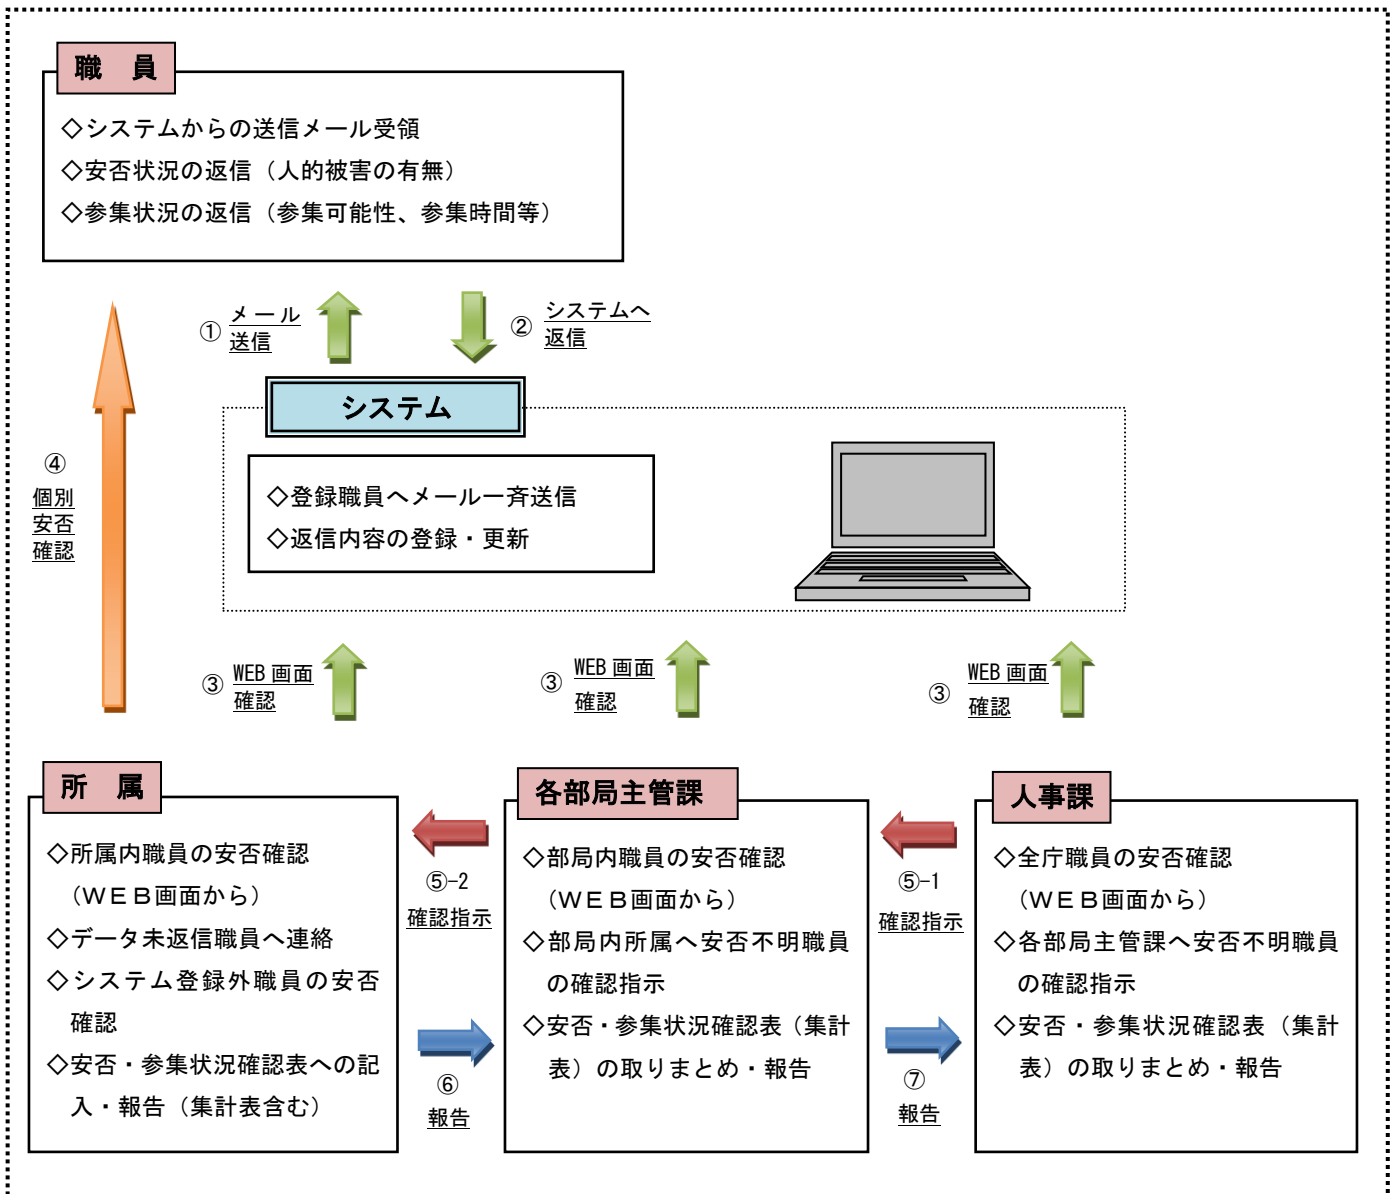 職　員
◇システムからの送信メール受領
◇安否状況の返信（人的被害の有無）
◇参集状況の返信（参集可能性、参集時間等）
① メール
送信
② システムへ
返信
システム
◇登録職員へメール一斉送信
◇返信内容の登録・更新
④
個別
安否
確認
③ WEB 画面
確認
③ WEB 画面
確認
③ WEB 画面
確認
所　属
◇所属内職員の安否確認
（ＷＥＢ画面から）
◇データ未返信職員へ連絡
◇システム登録外職員の安否
確認
◇安否・参集状況確認表への記
入・報告（集計表含む）
⑤-2
確認指示
⑥
報告
各部局主管課
◇部局内職員の安否確認
（ＷＥＢ画面から）
◇部局内所属へ安否不明職員
の確認指示
◇安否・参集状況確認表（集計
表）の取りまとめ・報告
⑤-1
確認指示
⑦
報告
人事課
◇全庁職員の安否確認
（ＷＥＢ画面から）
◇各部局主管課へ安否不明職員
の確認指示
◇安否・参集状況確認表（集計
表）の取りまとめ・報告